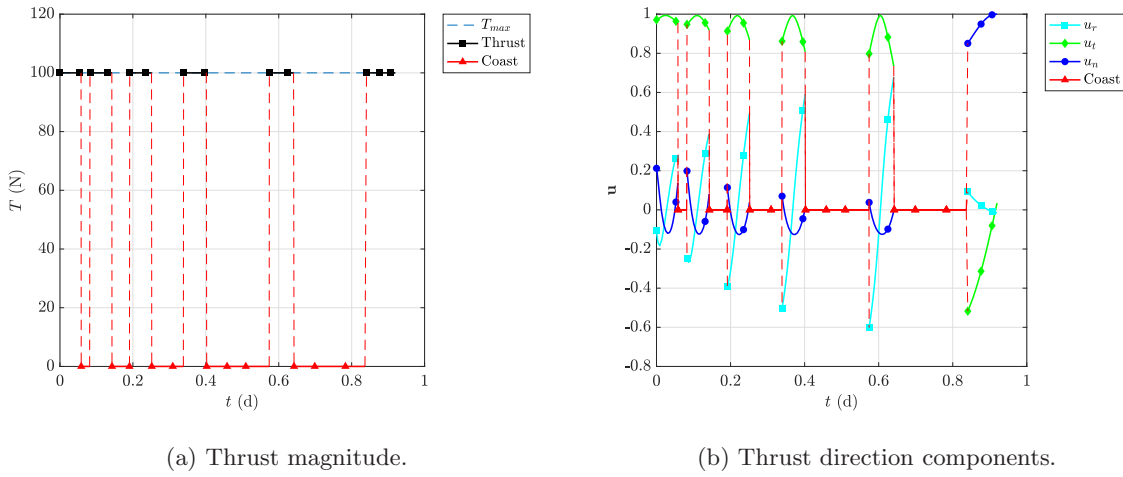 120
100
80
60
40
20
0
T (N)
0 0.2 0.4 0.6 0.8 1
t (d)
T_max
Thrust
Coast
(a) Thrust magnitude.
1
0.8
0.6
0.4
0.2
0
-0.2
-0.4
-0.6
-0.8
u
0 0.2 0.4 0.6 0.8 1
t (d)
u_r
u_t
u_n
Coast
(b) Thrust direction components.